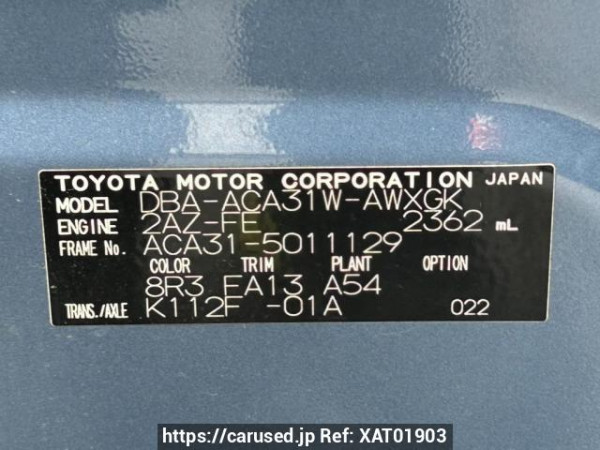 TOYOTA MOTOR CORPORATION JAPAN
MODEL DBA-ACA31W-AWXGK
ENGINE 2AZ-FE 2362 mL
FRAME No. ACA31-5011129
COLOR TRIM PLANT OPTION
8R3 FA13 A54
TRANS./AXLE K112F -01A 022
https://carused.jp Ref: XAT01903